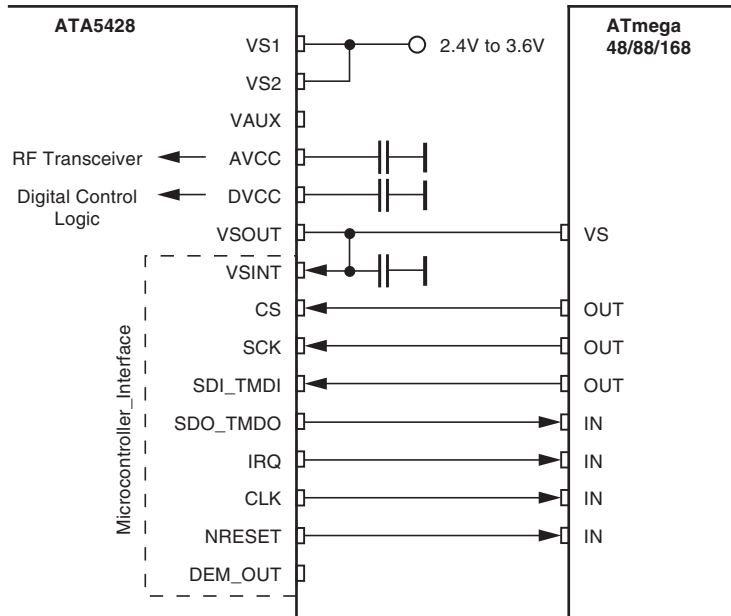 ATA5428
ATmega
48/88/168
VS1
2.4V to 3.6V
VS2
VAUX
RF Transceiver
AVCC
Digital Control
Logic
DVCC
VSOUT
VS
VSINT
CS
OUT
SCK
OUT
SDI_TMDI
OUT
SDO_TMDO
IN
IRQ
IN
CLK
IN
NRESET
IN
DEM_OUT
Microcontroller_Interface